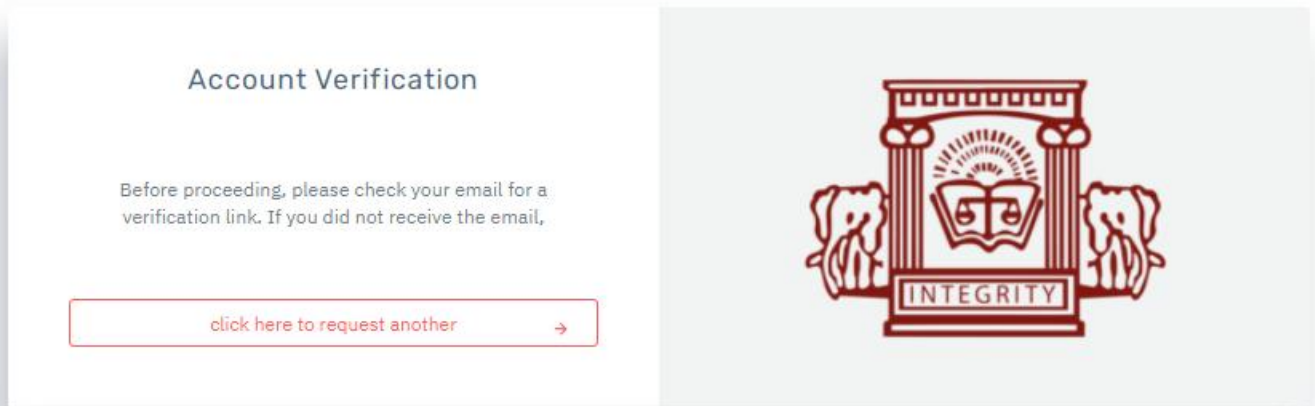 Account Verification
Before proceeding, please check your email for a
verification link. If you did not receive the email,
click here to request another
INTEGRITY